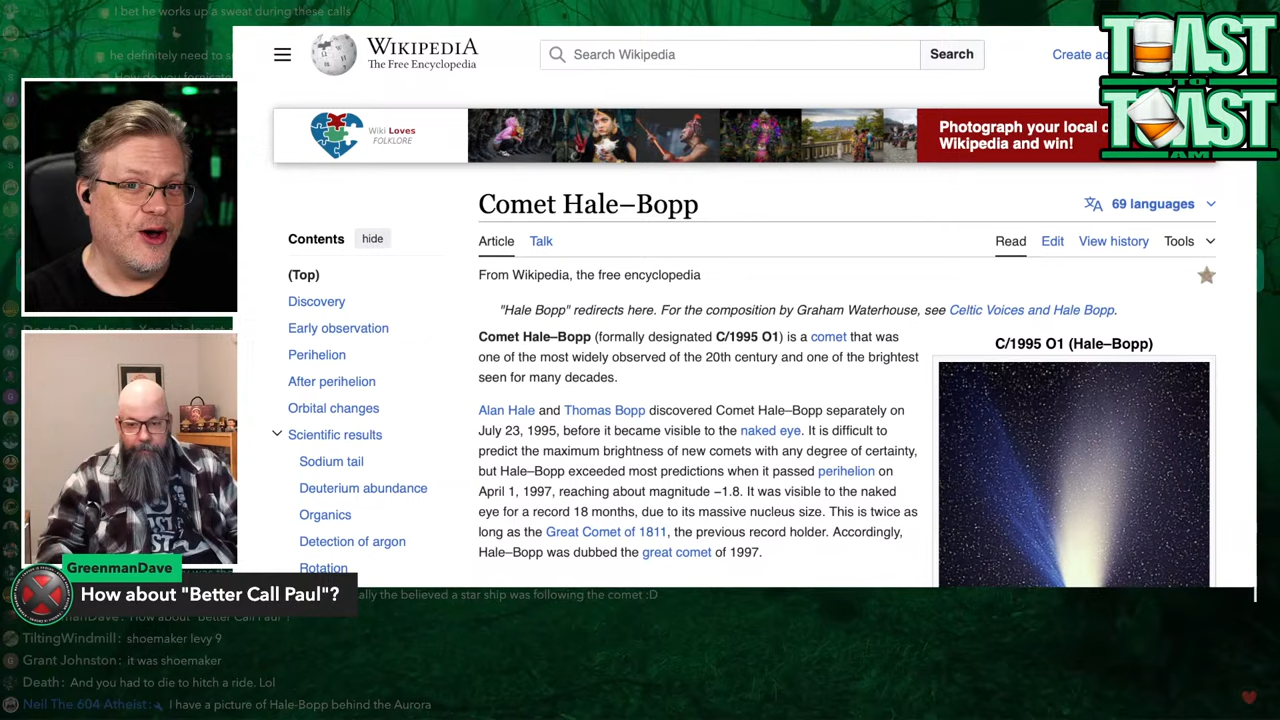 I bet he works up a sweat during these calls
he definitely need to s
WIKIPEDIA
The Free Encyclopedia
Search Wikipedia
Search
Create ac
TOAST
TO
TOAST
AM
Wiki Loves
FOLKLORE
Photograph your local c
Wikipedia and win!
Comet Hale–Bopp
69 languages
Contents
hide
(Top)
Discovery
Early observation
Perihelion
After perihelion
Orbital changes
Scientific results
Sodium tail
Deuterium abundance
Organics
Detection of argon
Rotation
Article
Talk
Read
Edit
View history
Tools
From Wikipedia, the free encyclopedia
"Hale Bopp" redirects here. For the composition by Graham Waterhouse, see Celtic Voices and Hale Bopp.
Comet Hale–Bopp (formally designated C/1995 O1) is a comet that was
one of the most widely observed of the 20th century and one of the brightest
seen for many decades.
Alan Hale and Thomas Bopp discovered Comet Hale–Bopp separately on
July 23, 1995, before it became visible to the naked eye. It is difficult to
predict the maximum brightness of new comets with any degree of certainty,
but Hale–Bopp exceeded most predictions when it passed perihelion on
April 1, 1997, reaching about magnitude −1.8. It was visible to the naked
eye for a record 18 months, due to its massive nucleus size. This is twice as
long as the Great Comet of 1811, the previous record holder. Accordingly,
Hale–Bopp was dubbed the great comet of 1997.
C/1995 O1 (Hale–Bopp)
GreenmanDave
How about "Better Call Paul"?
ally the believed a star ship was following the comet :D
manDave: How about "Better Call Paul"?
TiltingWindmill: shoemaker levy 9
Grant Johnston: it was shoemaker
Death: And you had to die to hitch a ride. Lol
Neil The 604 Atheist: I have a picture of Hale-Bopp behind the Aurora